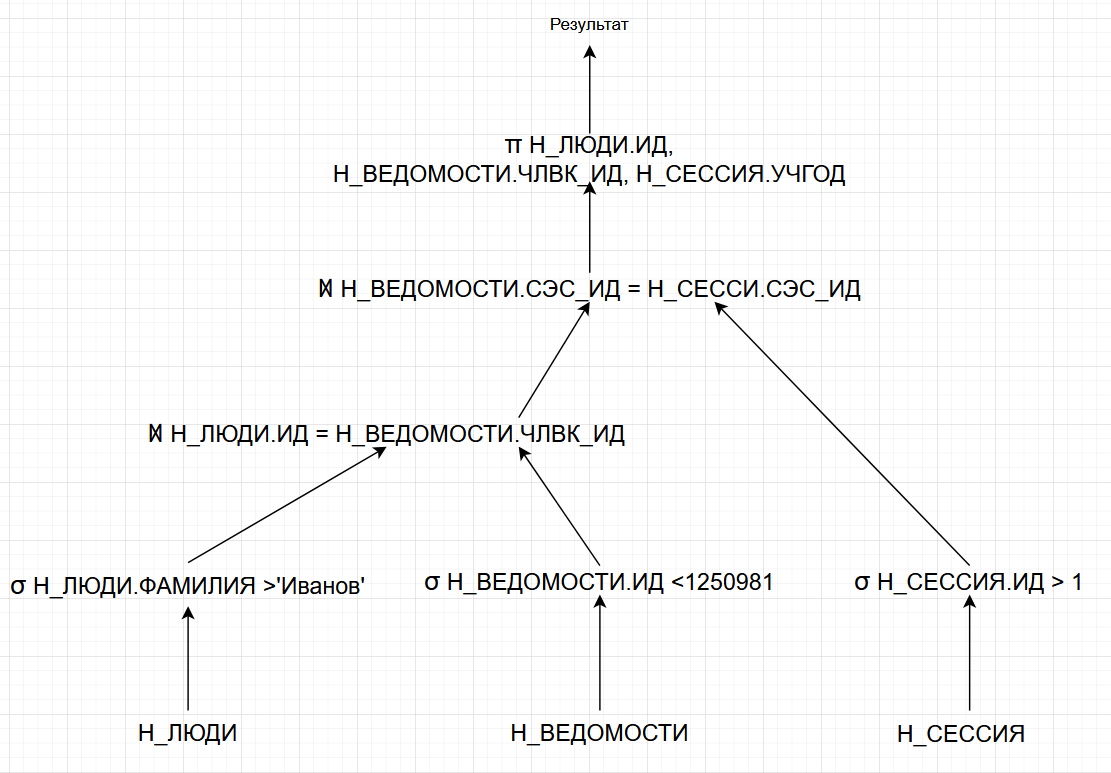 Результат
π Н_ЛЮДИ.ИД,
Н_ВЕДОМОСТИ.ЧЛВК_ИД, Н_СЕССИЯ.УЧГОД
⋈ Н_ВЕДОМОСТИ.СЭС_ИД = Н_СЕССИ.СЭС_ИД
⋈ Н_ЛЮДИ.ИД = Н_ВЕДОМОСТИ.ЧЛВК_ИД
σ Н_ЛЮДИ.ФАМИЛИЯ >'Иванов'
σ Н_ВЕДОМОСТИ.ИД <1250981
σ Н_СЕССИЯ.ИД > 1
Н_ЛЮДИ
Н_ВЕДОМОСТИ
Н_СЕССИЯ